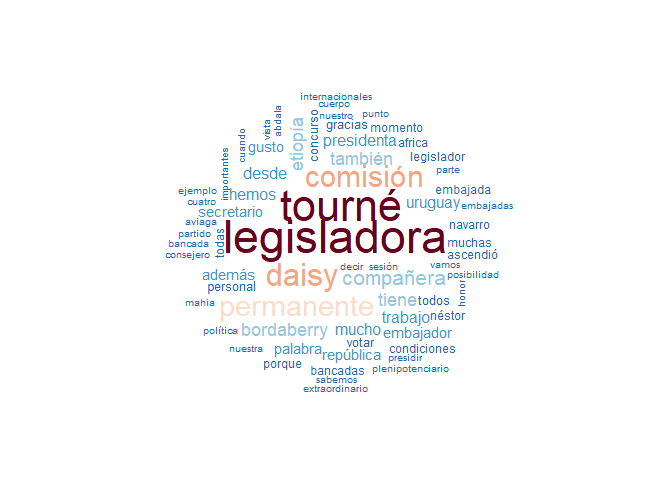 internacionales
cuerpo
nuestro
punto
vista
abdala
cuando
gusto
etiopía
concurso
gracias
momento
presidenta
africa
también
legislador
parte
importantes
desde
comisión
ejemplo
cuatro
hemos
embajada
secretario
tourné
uruguay
embajadas
aviaga
partido
todas
navarro
bancada
legisladora
muchas
consejero
ascendió
además
daisy
decir
sesión
compañera
vamos
posibilidad
personal
honor
mahia
permanente
tiene
todos
trabajo
néstor
política
bordaberry
mucho
embajador
votar
nuestra
palabra
república
condiciones
presidir
porque
bancadas
plenipotenciario
sabemos
extraordinario